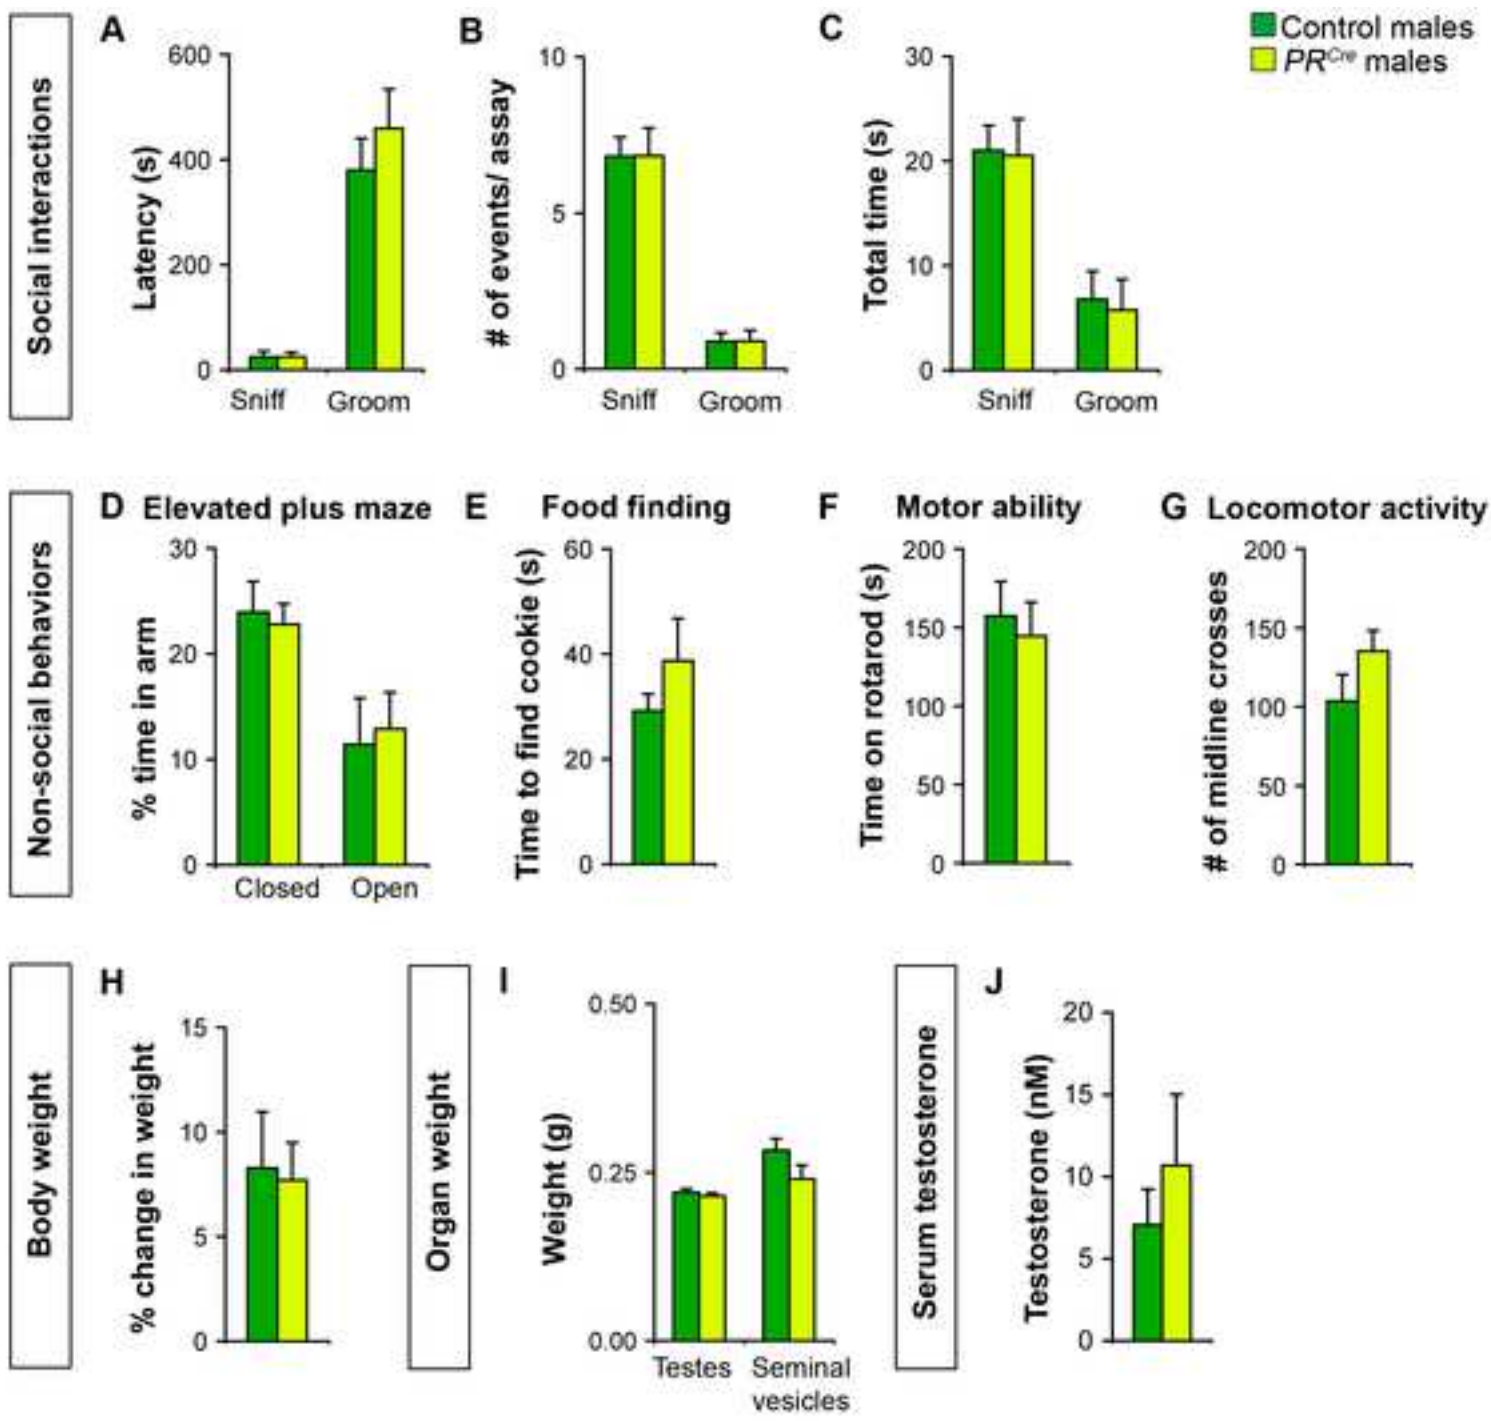 Control males
PRCre males
Social interactions
A
Latency (s)
600
400
200
0
Sniff Groom
B
# of events/ assay
10
5
0
Sniff Groom
C
Total time (s)
30
20
10
0
Sniff Groom
Non-social behaviors
D Elevated plus maze
% time in arm
30
20
10
0
Closed Open
E Food finding
Time to find cookie (s)
60
40
20
0
F Motor ability
Time on rotarod (s)
200
150
100
50
0
G Locomotor activity
# of midline crosses
200
150
100
50
0
Body weight
H
% change in weight
15
10
5
0
Organ weight
I
Weight (g)
0.50
0.25
0.00
Testes Seminal
vesicles
Serum testosterone
J
Testosterone (nM)
20
15
10
5
0